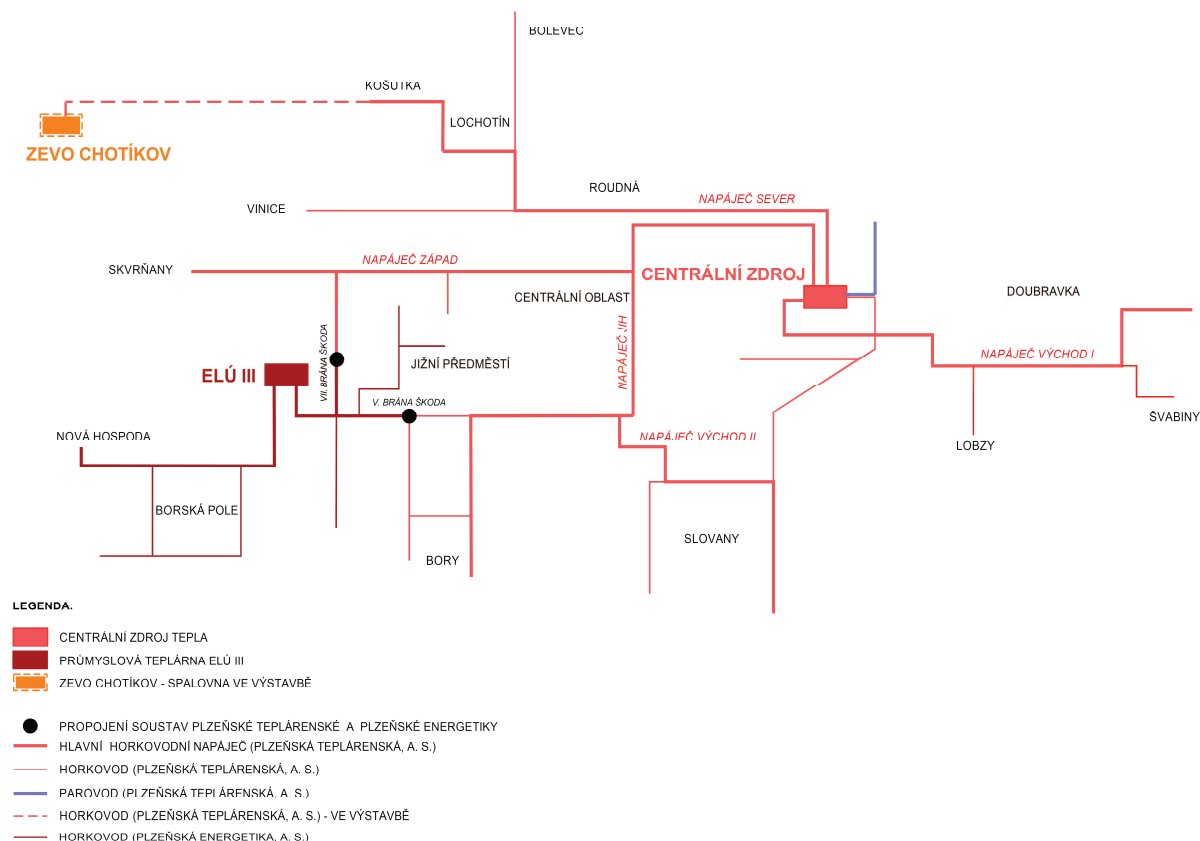 BOLEVEC
KOŠUTKA
LOCHOTÍN
ZEVO CHOTÍKOV
ROUDNÁ
NAPÁJEČ SEVER
VINICE
NAPÁJEČ ZÁPAD
SKVRŇANY
CENTRÁLNÍ ZDROJ
CENTRÁLNÍ OBLAST
DOUBRAVKA
NAPÁJEČ JIH
VII. BRÁNA ŠKODA
NAPÁJEČ VÝCHOD I
JIŽNÍ PŘEDMĚSTÍ
ELÚ III
V. BRÁNA ŠKODA
ŠVABINY
NOVÁ HOSPODA
NAPÁJEČ VÝCHOD II
LOBZY
BORSKÁ POLE
SLOVANY
BORY
LEGENDA.
CENTRÁLNÍ ZDROJ TEPLA
PRŮMYSLOVÁ TEPLÁRNA ELÚ III
ZEVO CHOTÍKOV - SPALOVNA VE VÝSTAVBĚ
PROPOJENÍ SOUSTAV PLZEŇSKÉ TEPLÁRENSKÉ A PLZEŇSKÉ ENERGETIKY
HLAVNÍ HORKOVODNÍ NAPÁJEČ (PLZEŇSKÁ TEPLÁRENSKÁ, A. S.)
HORKOVOD (PLZEŇSKÁ TEPLÁRENSKÁ, A. S.)
PAROVOD (PLZEŇSKÁ TEPLÁRENSKÁ, A. S.)
HORKOVOD (PLZEŇSKÁ TEPLÁRENSKÁ, A. S.) - VE VÝSTAVBĚ
HORKOVOD (PLZEŇSKÁ ENERGETIKA, A. S.)